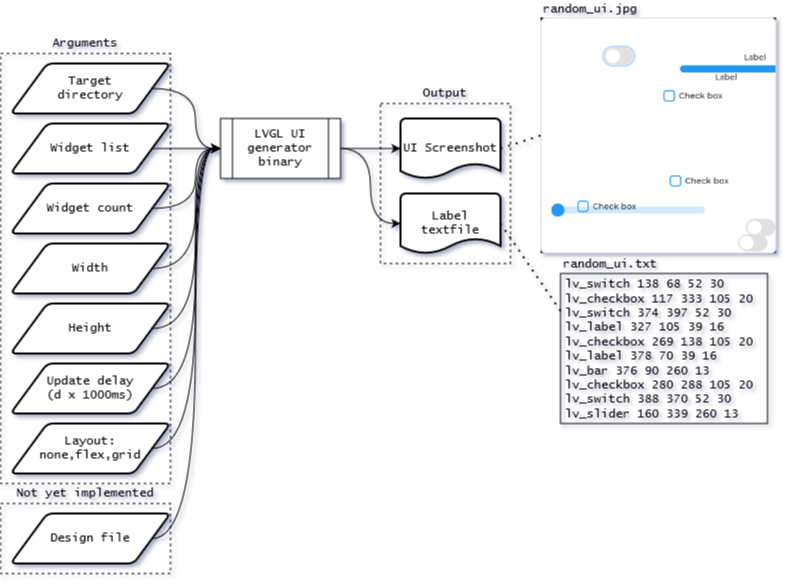 Arguments
Target
directory
Widget list
Widget count
Width
Height
Update delay
(d x 1000ms)
Layout:
none,flex,grid
Not yet implemented
Design file
LVGL UI
generator
binary
Output
UI Screenshot
Label
textfile
random_ui.jpg
Label
Label
Check box
Check box
Check box
random_ui.txt
lv_switch 138 68 52 30
lv_checkbox 117 333 105 20
lv_switch 374 397 52 30
lv_label 327 105 39 16
lv_checkbox 269 138 105 20
lv_label 378 70 39 16
lv_bar 376 90 260 13
lv_checkbox 280 288 105 20
lv_switch 388 370 52 30
lv_slider 160 339 260 13